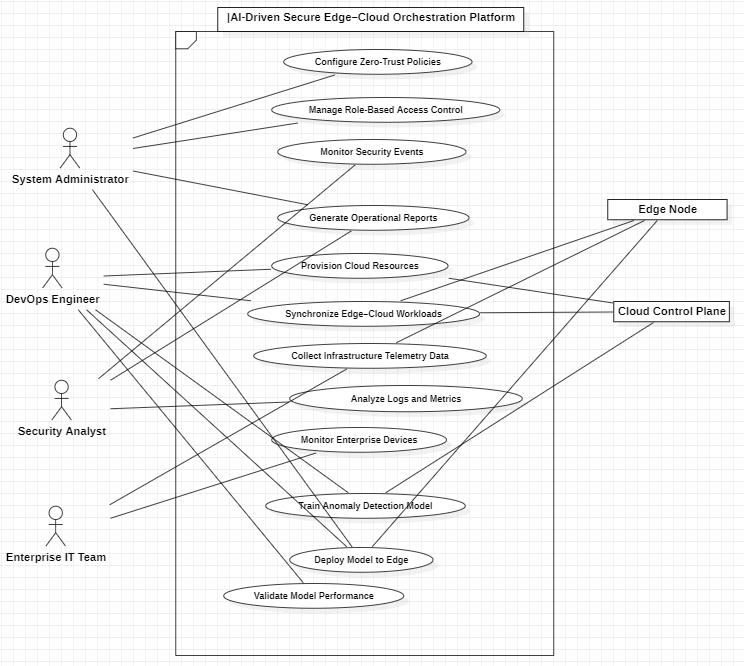 |AI-Driven Secure Edge–Cloud Orchestration Platform
Configure Zero-Trust Policies
Manage Role-Based Access Control
Monitor Security Events
System Administrator
Generate Operational Reports
Edge Node
Provision Cloud Resources
DevOps Engineer
Synchronize Edge–Cloud Workloads
Cloud Control Plane
Collect Infrastructure Telemetry Data
Analyze Logs and Metrics
Security Analyst
Monitor Enterprise Devices
Train Anomaly Detection Model
Enterprise IT Team
Deploy Model to Edge
Validate Model Performance